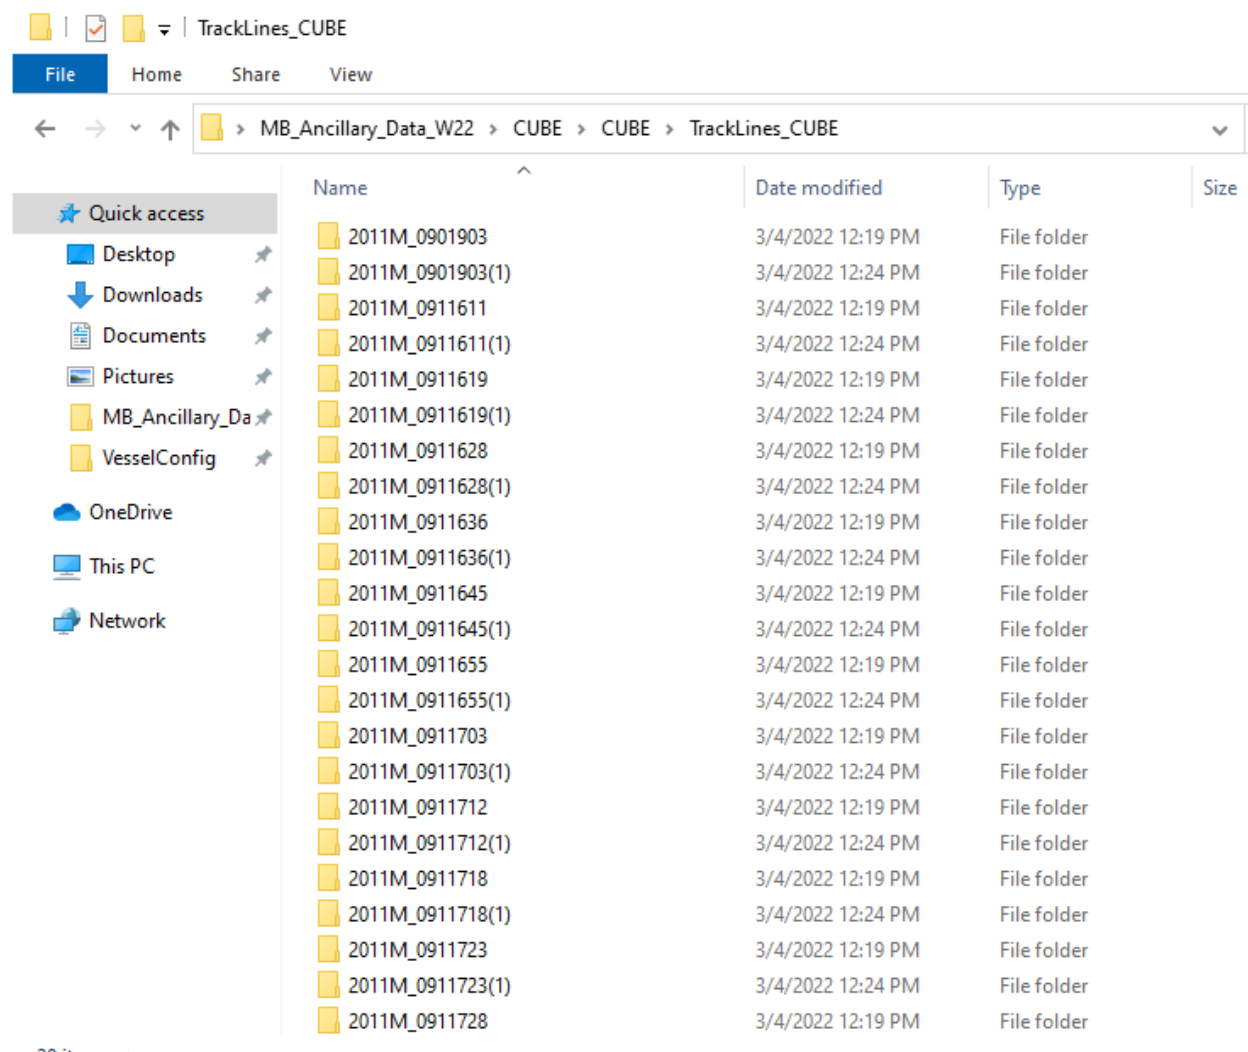 TrackLines_CUBE
File Home Share View
MB_Ancillary_Data_W22 > CUBE > CUBE > TrackLines_CUBE
Name Date modified Type Size
Quick access
Desktop
Downloads
Documents
Pictures
MB_Ancillary_Da
VesselConfig
OneDrive
This PC
Network
2011M_0901903 3/4/2022 12:19 PM File folder
2011M_0901903(1) 3/4/2022 12:24 PM File folder
2011M_0911611 3/4/2022 12:19 PM File folder
2011M_0911611(1) 3/4/2022 12:24 PM File folder
2011M_0911619 3/4/2022 12:19 PM File folder
2011M_0911619(1) 3/4/2022 12:24 PM File folder
2011M_0911628 3/4/2022 12:19 PM File folder
2011M_0911628(1) 3/4/2022 12:24 PM File folder
2011M_0911636 3/4/2022 12:19 PM File folder
2011M_0911636(1) 3/4/2022 12:24 PM File folder
2011M_0911645 3/4/2022 12:19 PM File folder
2011M_0911645(1) 3/4/2022 12:24 PM File folder
2011M_0911655 3/4/2022 12:19 PM File folder
2011M_0911655(1) 3/4/2022 12:24 PM File folder
2011M_0911703 3/4/2022 12:19 PM File folder
2011M_0911703(1) 3/4/2022 12:24 PM File folder
2011M_0911712 3/4/2022 12:19 PM File folder
2011M_0911712(1) 3/4/2022 12:24 PM File folder
2011M_0911718 3/4/2022 12:19 PM File folder
2011M_0911718(1) 3/4/2022 12:24 PM File folder
2011M_0911723 3/4/2022 12:19 PM File folder
2011M_0911723(1) 3/4/2022 12:24 PM File folder
2011M_0911728 3/4/2022 12:19 PM File folder